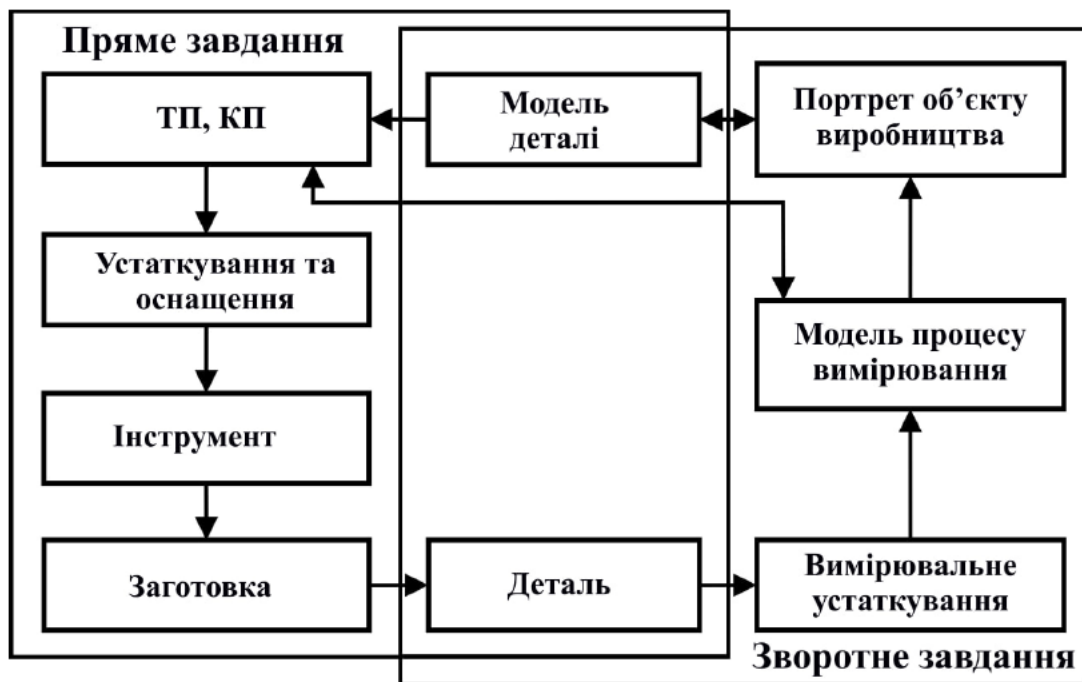 Пряме завдання
ТП, КП
Модель
деталі
Портрет об’єкту
виробництва
Устаткування та
оснащення
Модель процесу
вимірювання
Інструмент
Заготовка
Деталь
Вимірювальне
устаткування
Зворотне завдання